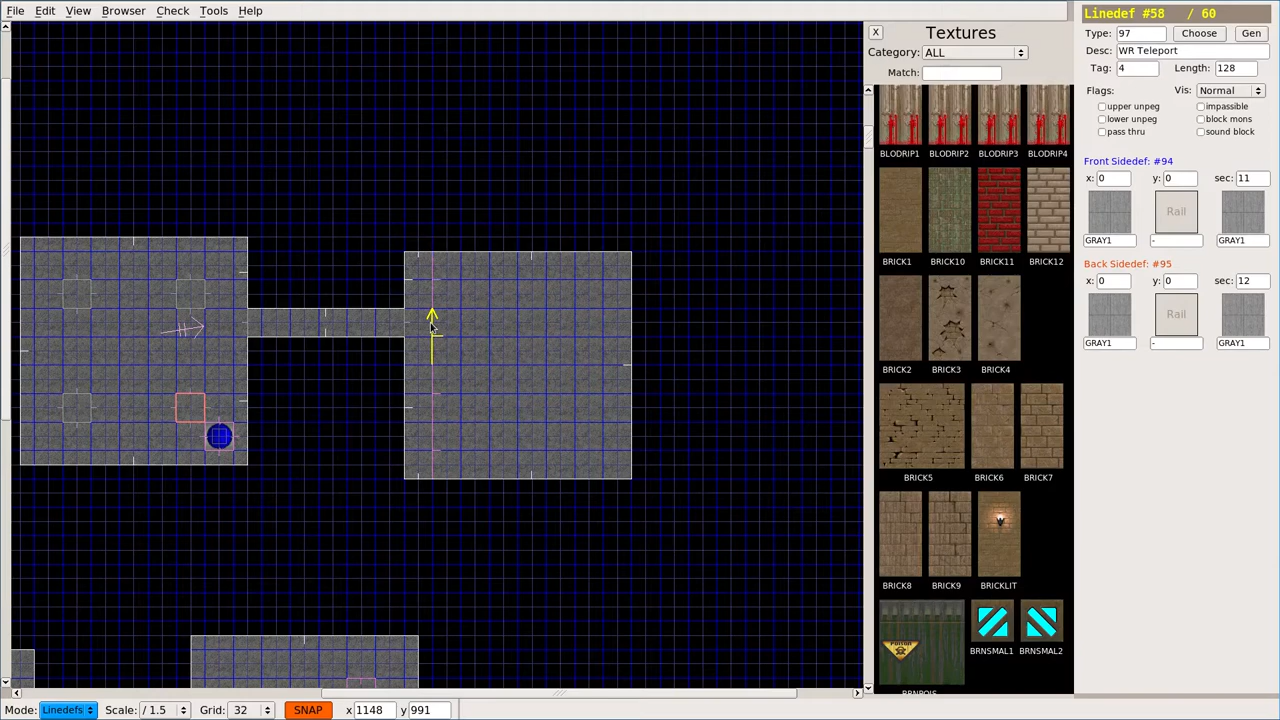 File Edit View Browser Check Tools Help
X Textures
Category: ALL
Match:
BLODRIP1 BLODRIP2 BLODRIP3 BLODRIP4
BRICK1 BRICK10 BRICK11 BRICK12
BRICK2 BRICK3 BRICK4
BRICK5 BRICK6 BRICK7
BRICK8 BRICK9 BRICKLIT
BRNSMAL1 BRNSMAL2
BRNPOIS
Linedef #58 / 60
Type: 97 Choose Gen
Desc: WR Teleport
Tag: 4 Length: 128
Flags: Vis: Normal
upper unpeg impassible
lower unpeg block mons
pass thru sound block
Front Sidedef: #94
x: 0 y: 0 sec: 11
Rail
GRAY1 - GRAY1
Back Sidedef: #95
x: 0 y: 0 sec: 12
Rail
GRAY1 - GRAY1
Mode: Linedefs Scale: / 1.5 Grid: 32 SNAP x 1148 y 991